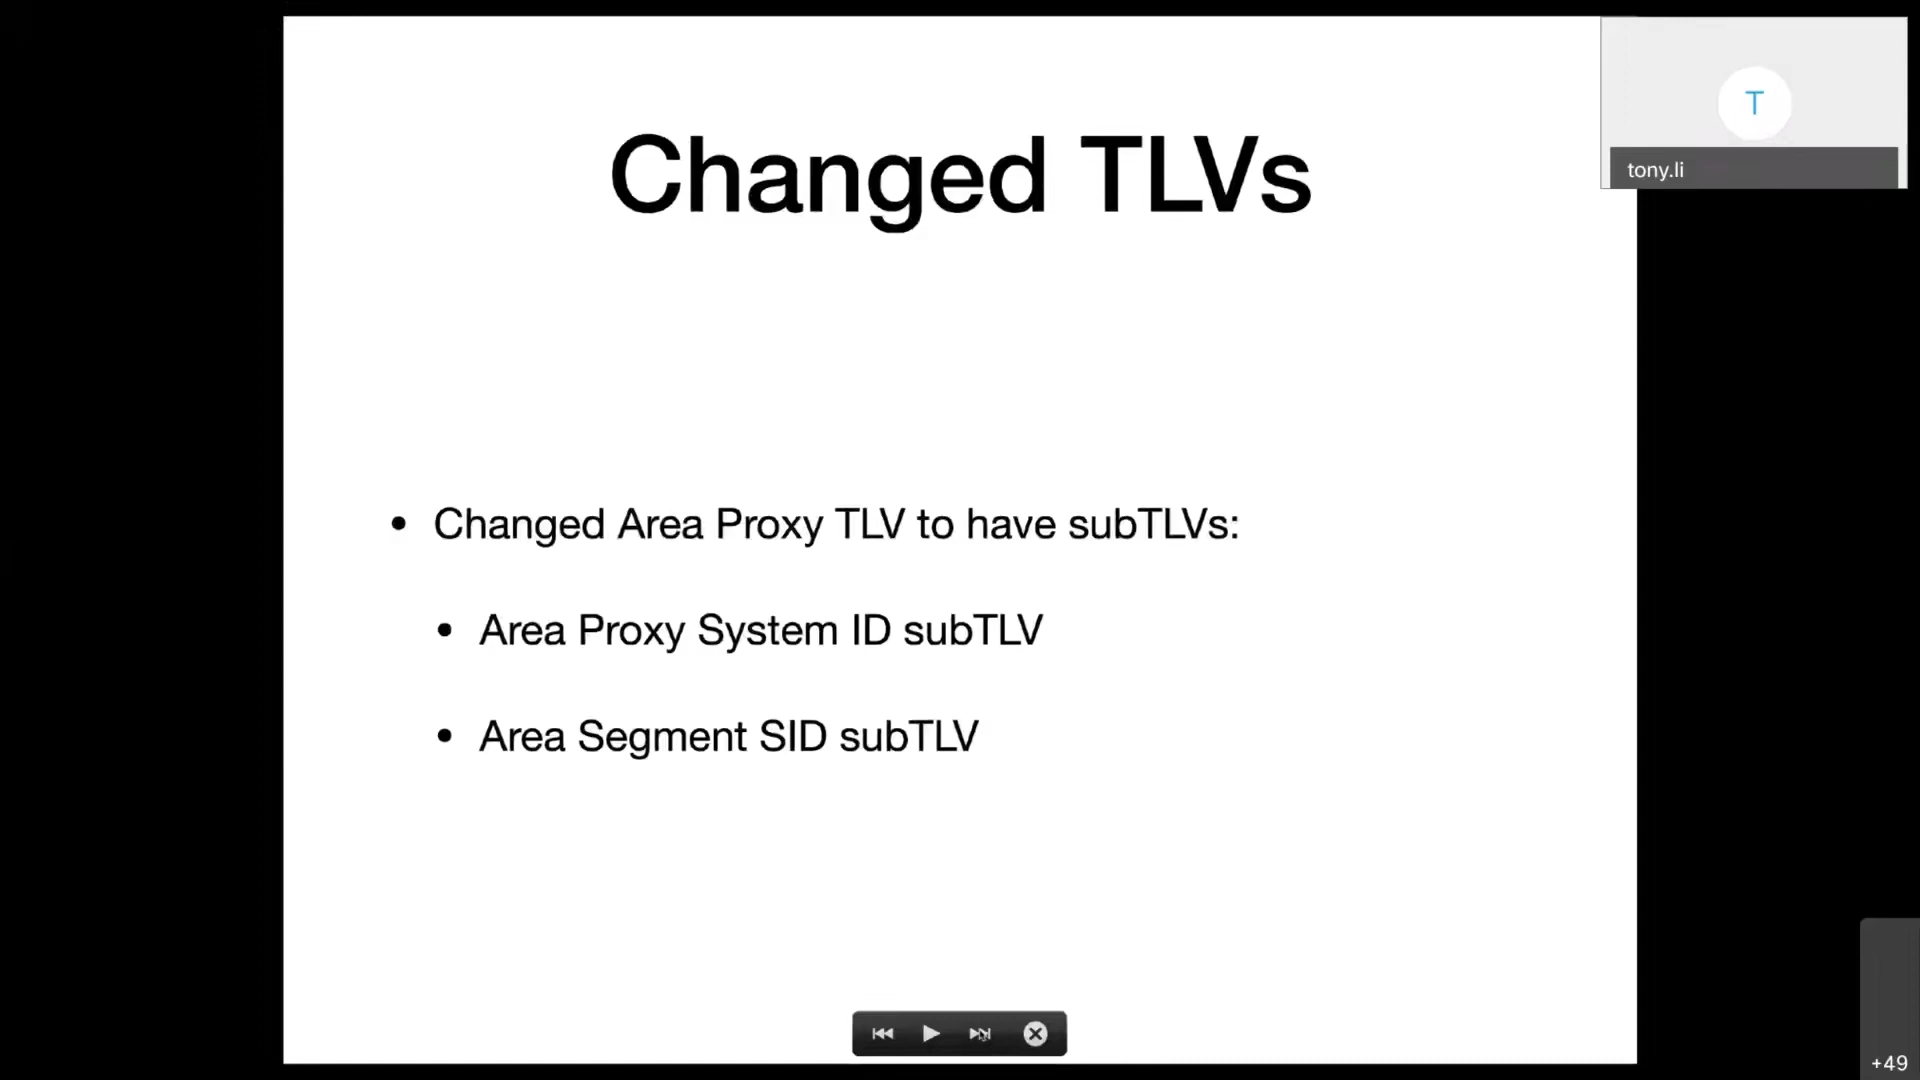 Changed TLVs
T
tony.li
• Changed Area Proxy TLV to have subTLVs:
• Area Proxy System ID subTLV
• Area Segment SID subTLV
+49